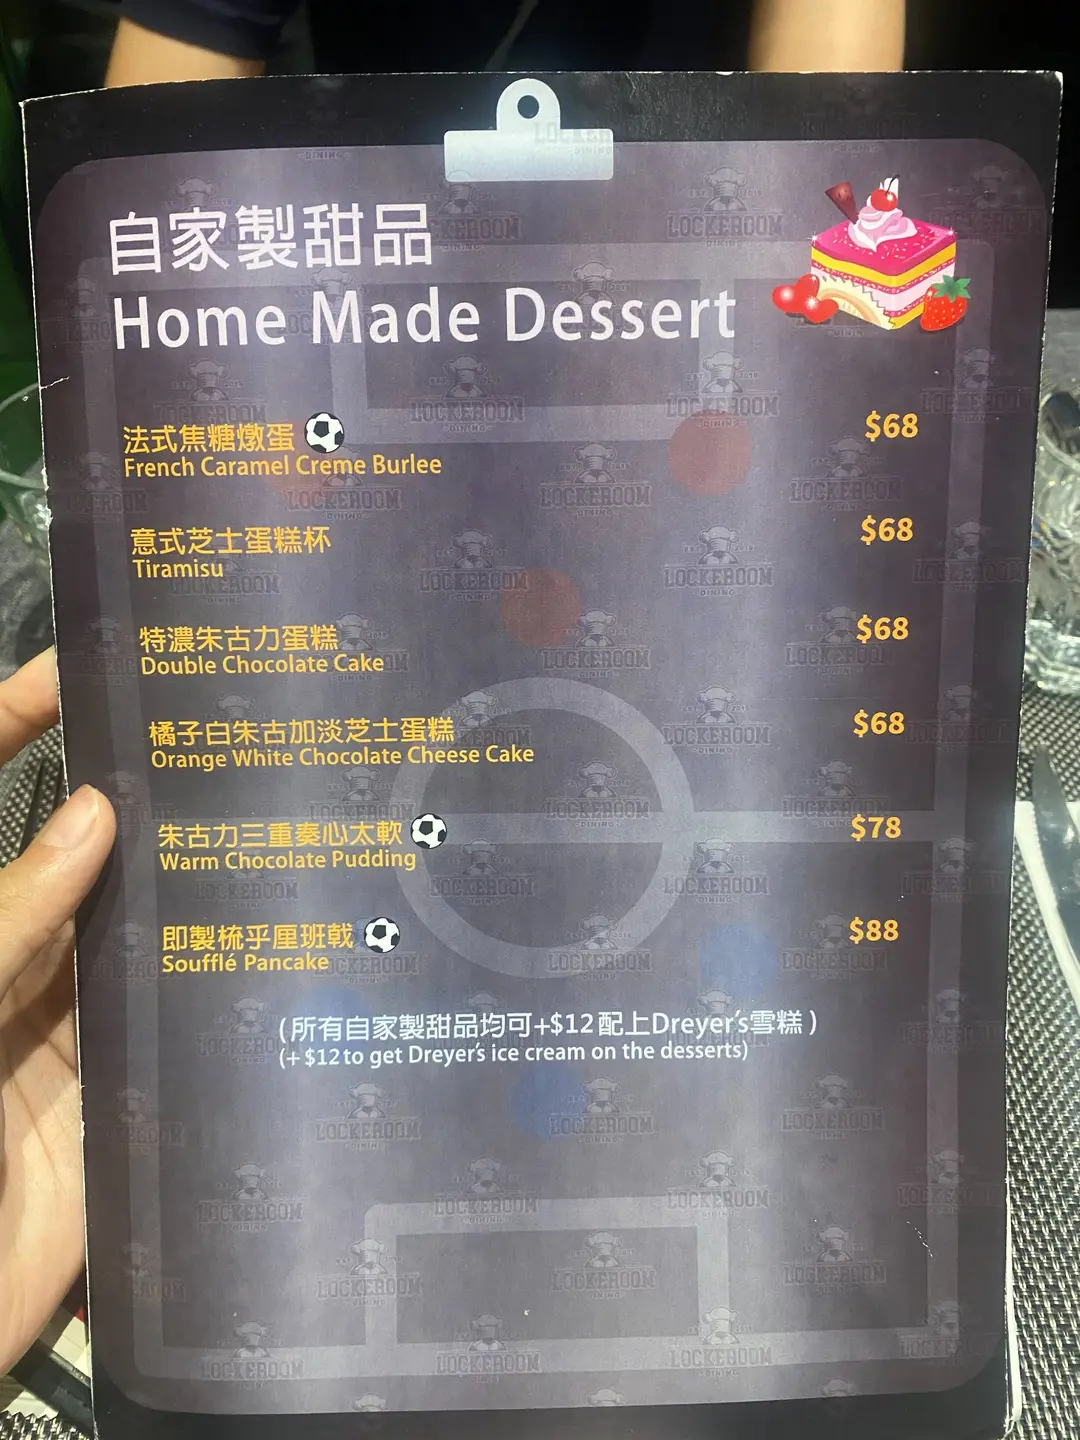 自家製甜品
Home Made Dessert
法式焦糖燉蛋
$68
French Caramel Creme Burlee
意式芝士蛋糕杯
$68
Tiramisu
特濃朱古力蛋糕
$68
Double Chocolate Cake
橘子白朱古加淡芝士蛋糕
$68
Orange White Chocolate Cheese Cake
朱古力三重奏心太軟
$78
Warm Chocolate Pudding
即製梳乎厘班戟
$88
Soufflé Pancake
(所有自家製甜品均可+$12配上Dreyer's雪糕)
(+ $12 to get Dreyer's ice cream on the desserts)
LOCKEROOM
DINING